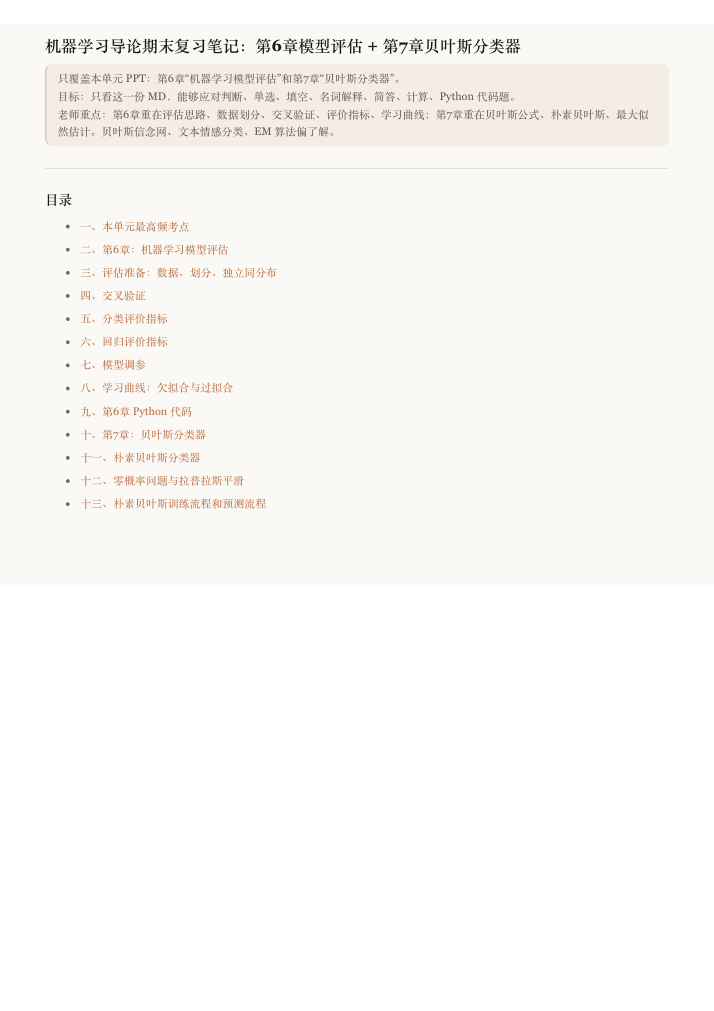 机器学习导论期末复习笔记：第6章模型评估 + 第7章贝叶斯分类器
只覆盖本单元 PPT：第6章“机器学习模型评估”和第7章“贝叶斯分类器”。
目标：只看这一份 MD，能够应对判断、单选、填空、名词解释、简答、计算、Python 代码题。
老师重点：第6章重在评估思路、数据划分、交叉验证、评价指标、学习曲线；第7章重在贝叶斯公式、朴素贝叶斯、最大似
然估计。贝叶斯信念网、文本情感分类、EM 算法偏了解。
目录
一、本单元最高频考点
二、第6章：机器学习模型评估
三、评估准备：数据、划分、独立同分布
四、交叉验证
五、分类评价指标
六、回归评价指标
七、模型调参
八、学习曲线：欠拟合与过拟合
九、第6章 Python 代码
十、第7章：贝叶斯分类器
十一、朴素贝叶斯分类器
十二、零概率问题与拉普拉斯平滑
十三、朴素贝叶斯训练流程和预测流程